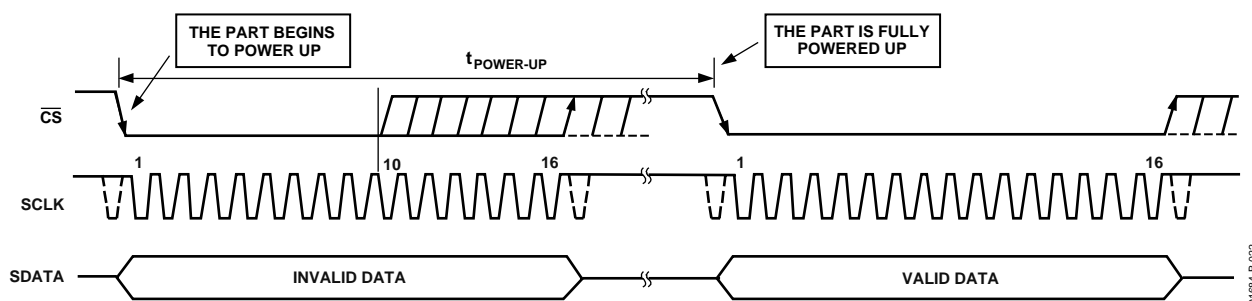 THE PART BEGINS
TO POWER UP
THE PART IS FULLY
POWERED UP
tPOWER-UP
CS
1
10
16
1
16
SCLK
SDATA
INVALID DATA
VALID DATA